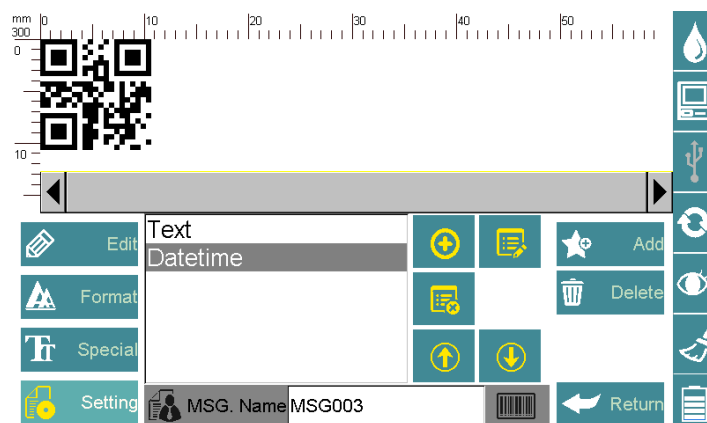 mm 0 10 20 30 40 50
300
0
10
Edit
Format
Special
Setting
Text
Datetime
Add
Delete
Return
MSG. Name MSG003